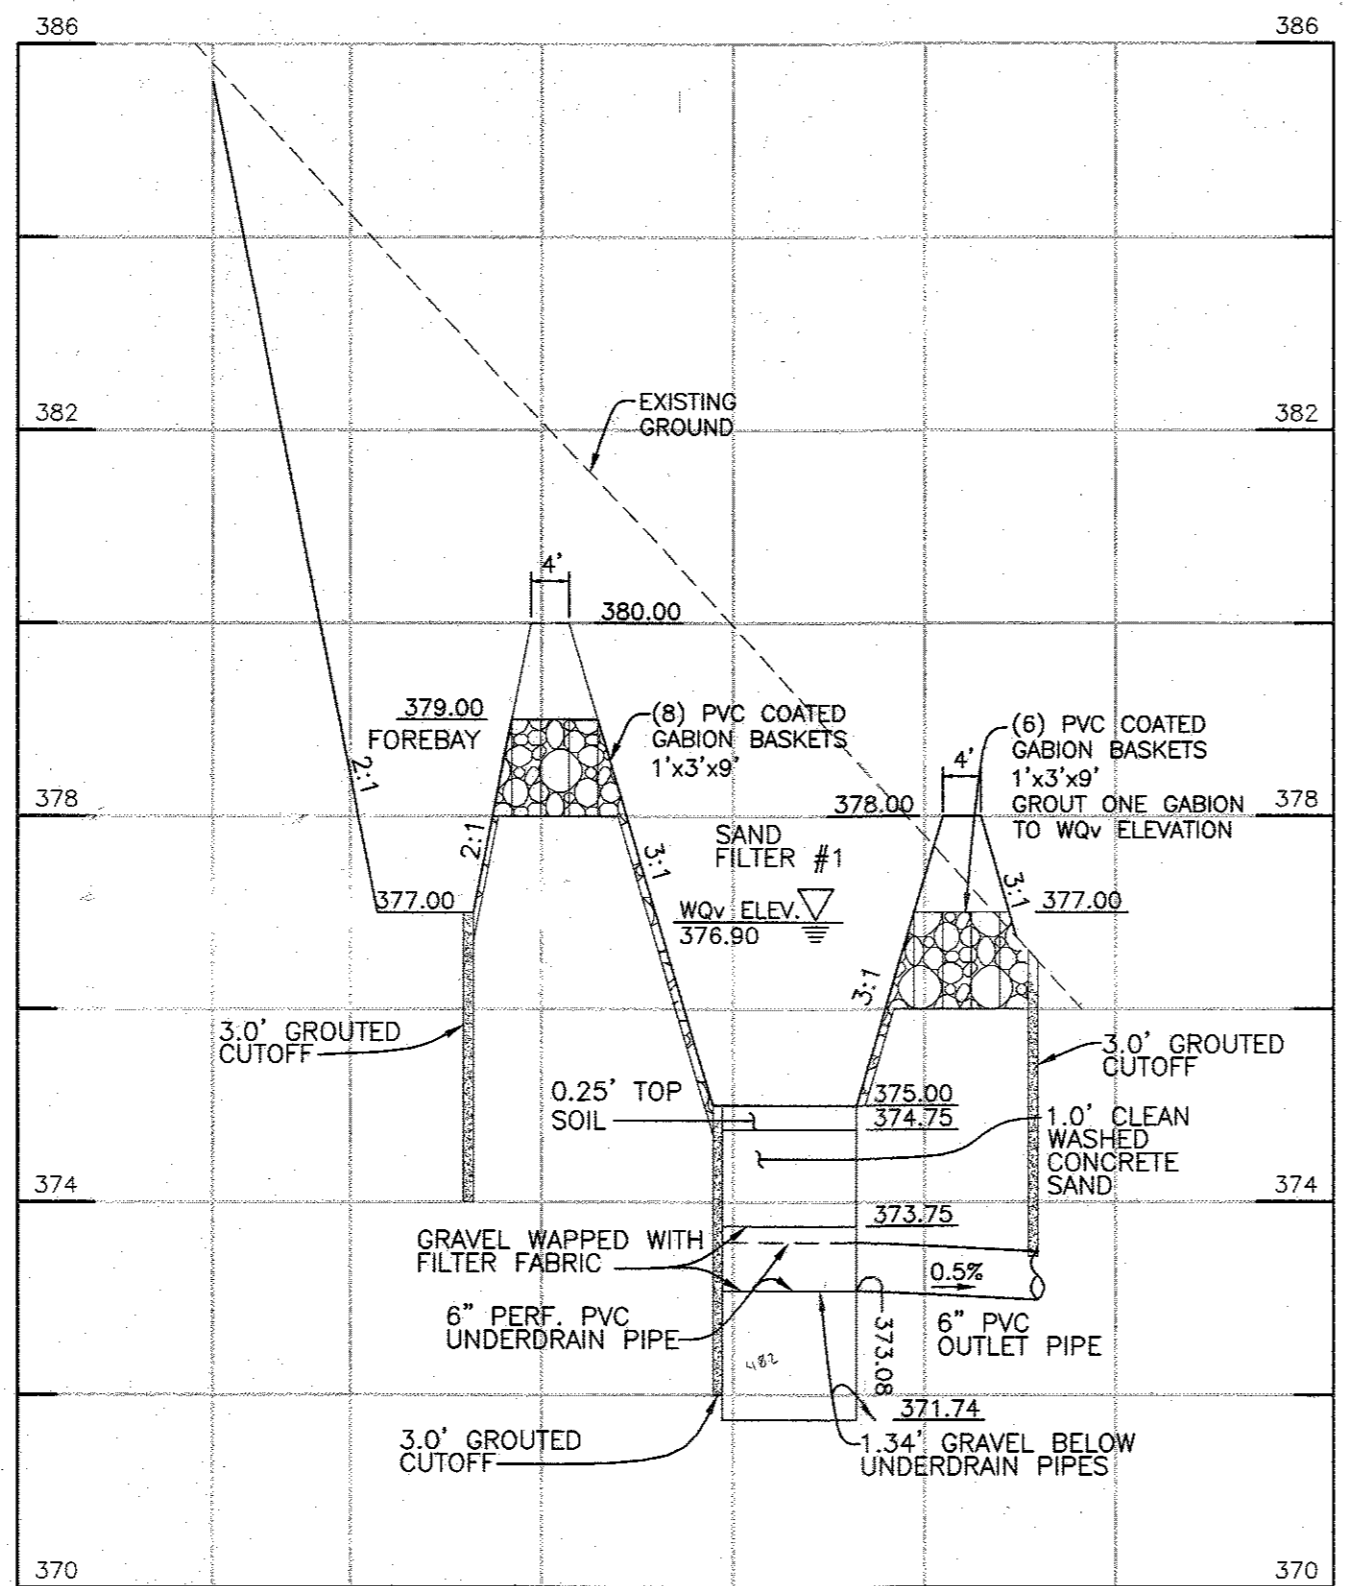 386
386
EXISTING
GROUND
382
382
4'
380.00
379.00
FOREBAY
(8) PVC COATED
GABION BASKETS
1'x3'x9'
(6) PVC COATED
GABION BASKETS
1'x3'x9'
GROUT ONE GABION
TO WQv ELEVATION
4'
2:1
378.00
378
378
SAND
FILTER #1
2:1
3:1
3:1
377.00
377.00
WQv ELEV.
376.90
3:1
3.0' GROUTED
CUTOFF
3.0' GROUTED
CUTOFF
0.25' TOP
SOIL
375.00
374.75
1.0' CLEAN
WASHED
CONCRETE
SAND
374
374
373.75
GRAVEL WAPPED WITH
FILTER FABRIC
0.5%
6" PERF. PVC
UNDERDRAIN PIPE
6" PVC
OUTLET PIPE
373.08
482
371.74
3.0' GROUTED
CUTOFF
1.34' GRAVEL BELOW
UNDERDRAIN PIPES
370
370